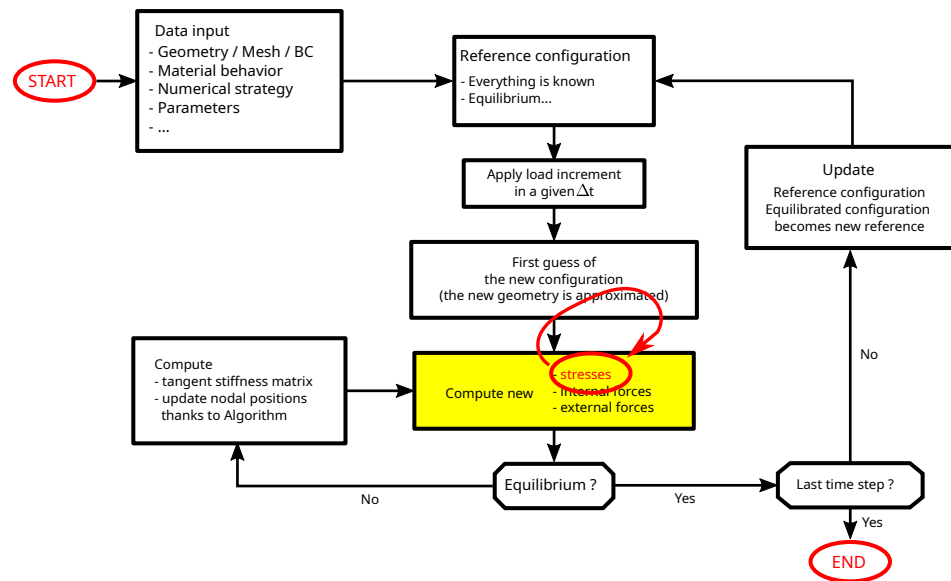 START
Data input
- Geometry / Mesh / BC
- Material behavior
- Numerical strategy
- Parameters
- ...
Reference configuration
- Everything is known
- Equilibrium...
Apply load increment
in a given Δt
First guess of
the new configuration
(the new geometry is approximated)
Update
Reference configuration
Equilibrated configuration
becomes new reference
Compute
- tangent stiffness matrix
- update nodal positions
thanks to Algorithm
Compute new
- stresses
- internal forces
- external forces
No
Equilibrium ?
No
Yes
Last time step ?
Yes
END